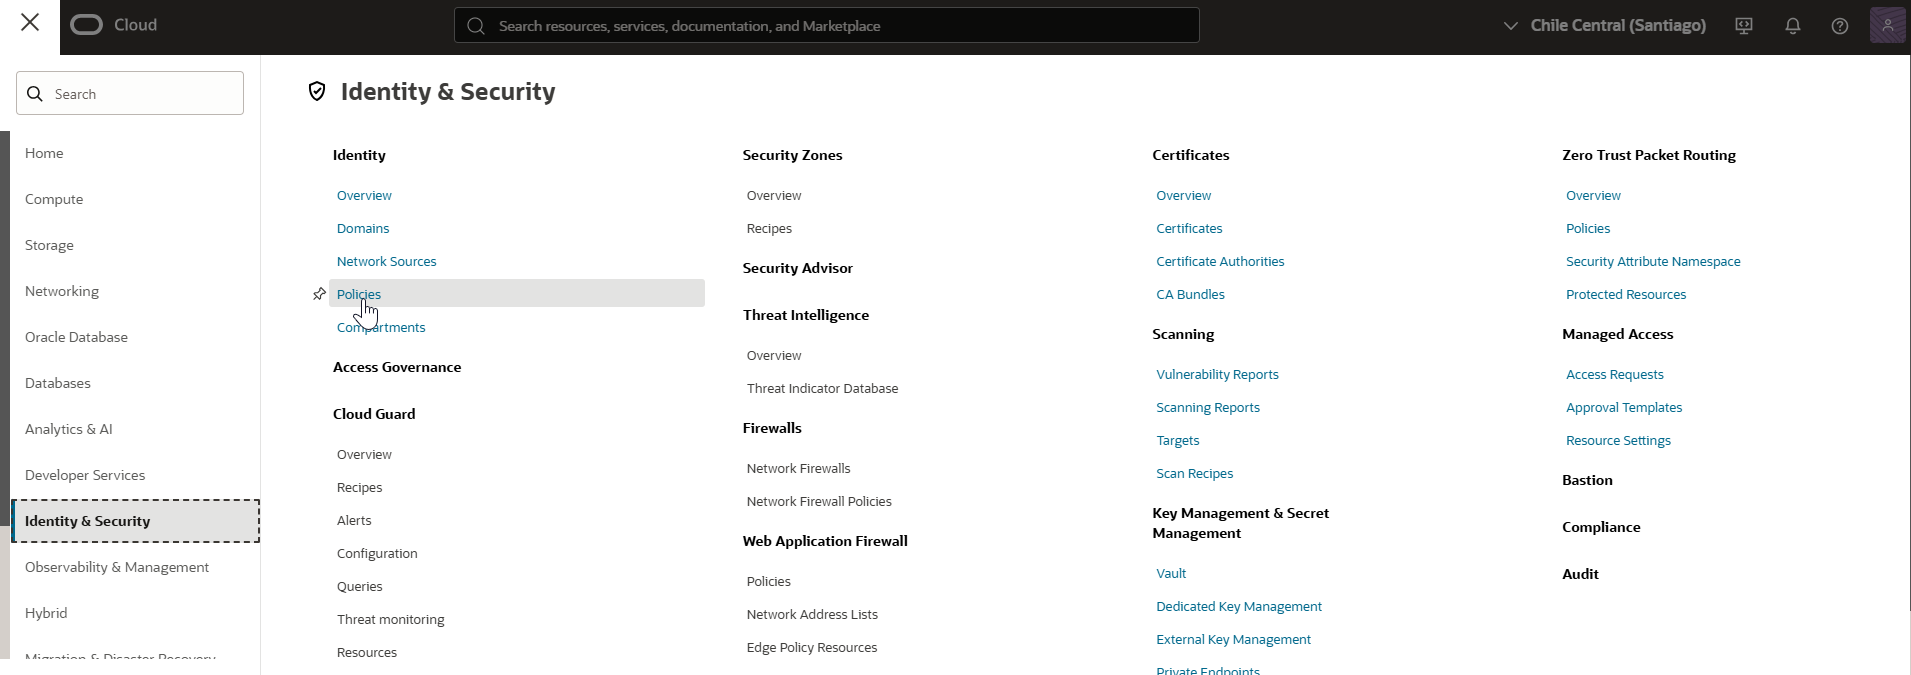 Cloud
Search resources, services, documentation, and Marketplace
Chile Central (Santiago)
Search
Home
Compute
Storage
Networking
Oracle Database
Databases
Analytics & AI
Developer Services
Identity & Security
Observability & Management
Hybrid
Migration & Disaster Recovery
Identity & Security
Identity
Overview
Domains
Network Sources
Policies
Compartments
Access Governance
Cloud Guard
Overview
Recipes
Alerts
Configuration
Queries
Threat monitoring
Resources
Security Zones
Overview
Recipes
Security Advisor
Threat Intelligence
Overview
Threat Indicator Database
Firewalls
Network Firewalls
Network Firewall Policies
Web Application Firewall
Policies
Network Address Lists
Edge Policy Resources
Certificates
Overview
Certificates
Certificate Authorities
CA Bundles
Scanning
Vulnerability Reports
Scanning Reports
Targets
Scan Recipes
Key Management & Secret
Management
Vault
Dedicated Key Management
External Key Management
Private Endpoints
Zero Trust Packet Routing
Overview
Policies
Security Attribute Namespace
Protected Resources
Managed Access
Access Requests
Approval Templates
Resource Settings
Bastion
Compliance
Audit